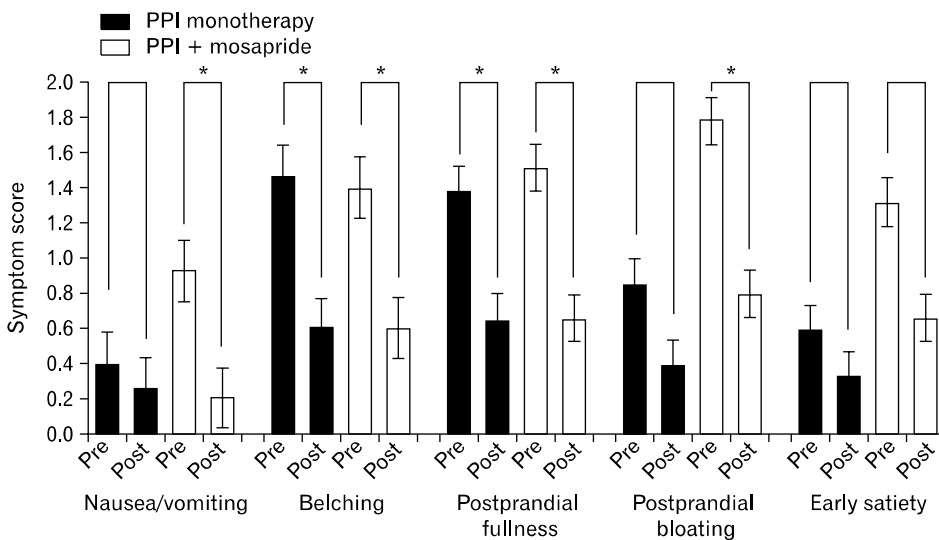 PPI monotherapy
PPI + mosapride
* * * * * *
2.0
1.8
1.6
1.4
1.2
1.0
0.8
0.6
0.4
0.2
0.0
Symptom score
Pre Post Pre Post Pre Post Pre Post Pre Post Pre Post Pre Post Pre Post Pre Post Pre Post
Nausea/vomiting Belching Postprandial Postprandial Early satiety
fullness bloating